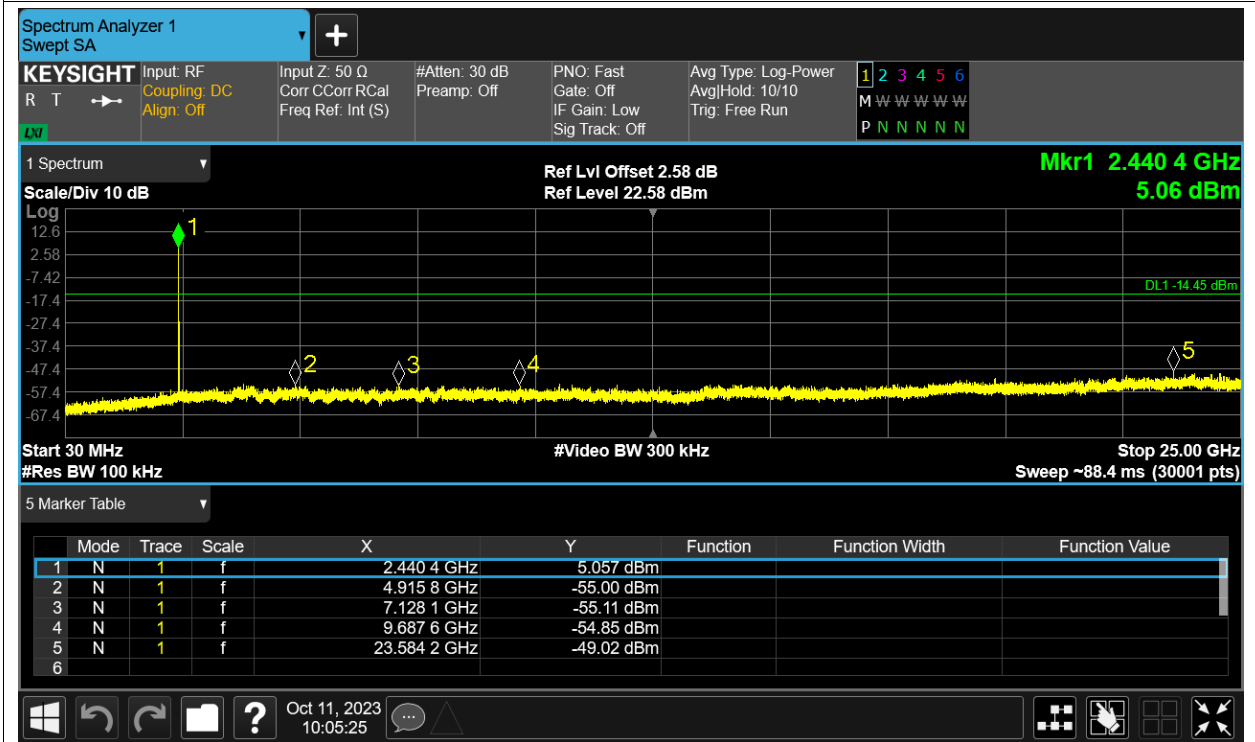 Spectrum Analyzer 1
Swept SA
KEYSIGHT Input: RF Input Z: 50 Ω #Atten: 30 dB PNO: Fast Avg Type: Log-Power 1 2 3 4 5 6
R T Coupling: DC Corr CCorr RCal Preamp: Off Gate: Off Avg|Hold: 10/10 M W W W W W
Align: Off Freq Ref: Int (S) IF Gain: Low Trig: Free Run
LXI Sig Track: Off P N N N N N
1 Spectrum Ref Lvl Offset 2.58 dB Mkr1 2.440 4 GHz
Scale/Div 10 dB Ref Level 22.58 dBm 5.06 dBm
Log
1
12.6
2.58
-7.42
DL1 -14.45 dBm
-17.4
-27.4
-37.4
2 3 4 5
-47.4
-57.4
-67.4
Start 30 MHz #Video BW 300 kHz Stop 25.00 GHz
#Res BW 100 kHz Sweep ~88.4 ms (30001 pts)
5 Marker Table
Mode Trace Scale X Y Function Function Width Function Value
1 N 1 f 2.440 4 GHz 5.057 dBm
2 N 1 f 4.915 8 GHz -55.00 dBm
3 N 1 f 7.128 1 GHz -55.11 dBm
4 N 1 f 9.687 6 GHz -54.85 dBm
5 N 1 f 23.584 2 GHz -49.02 dBm
6
? Oct 11, 2023
10:05:25